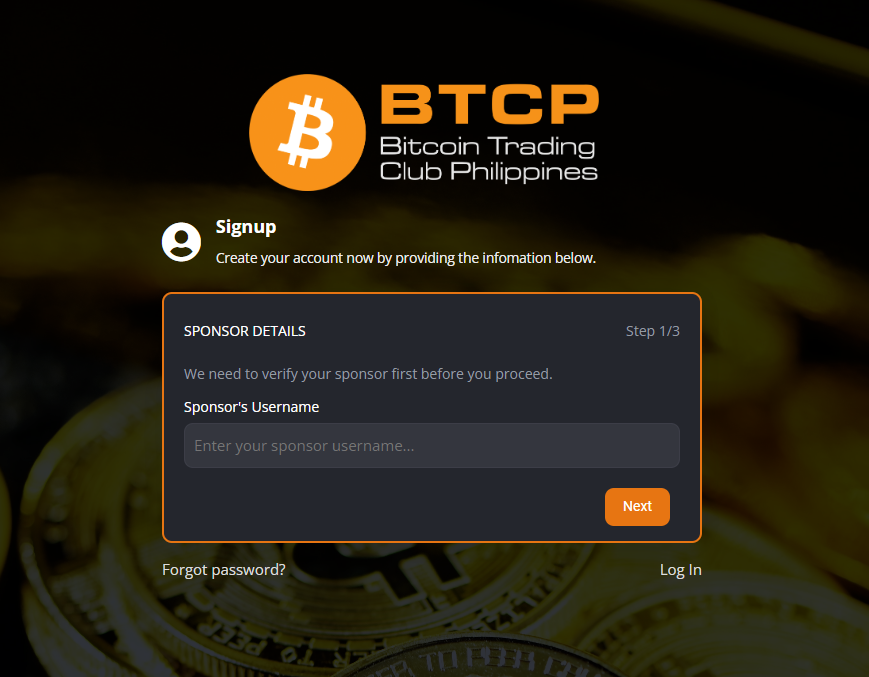 BTCP
Bitcoin Trading
Club Philippines
Signup
Create your account now by providing the infomation below.
SPONSOR DETAILS
Step 1/3
We need to verify your sponsor first before you proceed.
Sponsor's Username
Enter your sponsor username...
Next
Forgot password?
Log In